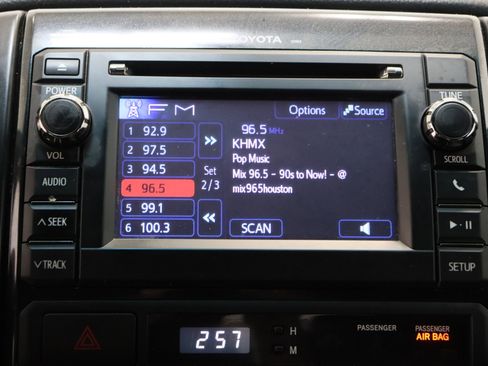 TOYOTA
POWER
VOL
TUNE
SCROLL
FM
Options
Source
1 92.9
2 97.5
3 94.5
4 96.5
5 99.1
6 100.3
>>
Set
2/3
<<
96.5 MHz
KHMX
Pop Music
Mix 96.5 - 90s to Now! - @
mix965houston
SCAN
AUDIO
∧ SEEK
∨ TRACK
SETUP
2:57
H
M
PASSENGER
PASSENGER
AIR BAG